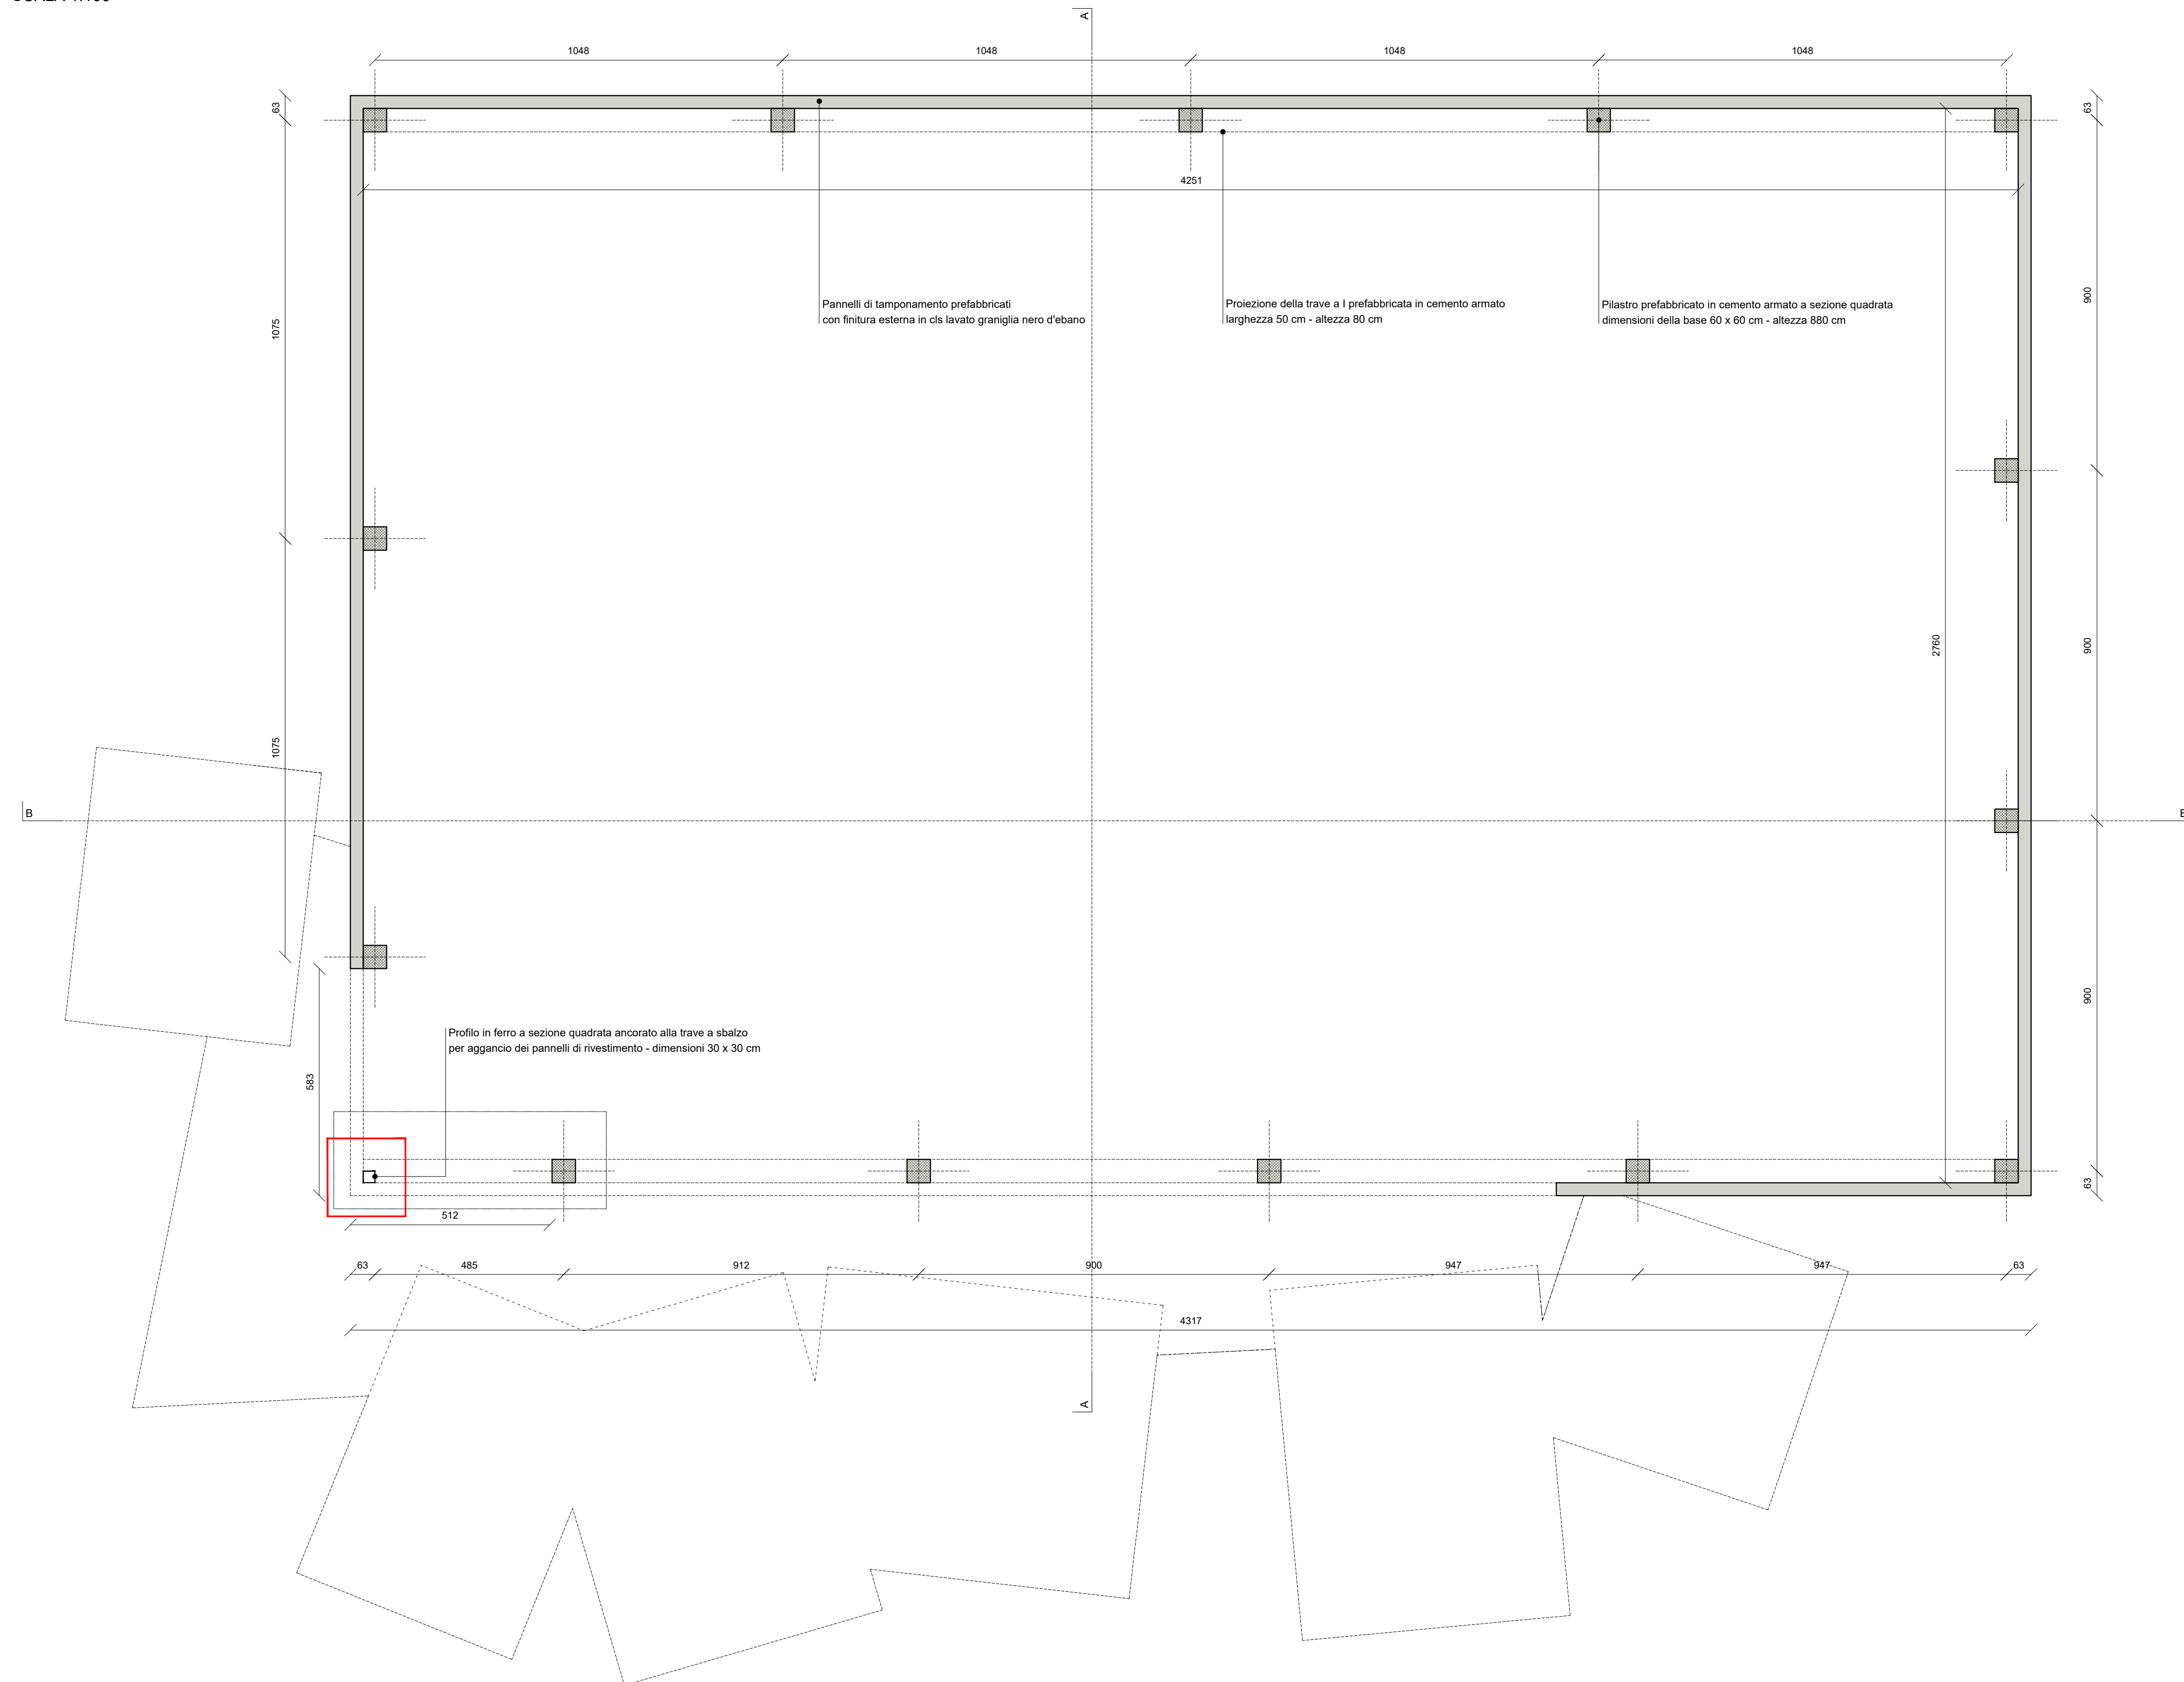 A
1048
1048
1048
1048
63
63
4251
Pannelli di tamponamento prefabbricati
con finitura esterna in cls lavato graniglia nero d'ebano
Proiezione della trave a I prefabbricata in cemento armato
larghezza 50 cm - altezza 80 cm
Pilastro prefabbricato in cemento armato a sezione quadrata
dimensioni della base 60 x 60 cm - altezza 880 cm
1075
900
2760
900
1075
B
900
Profilo in ferro a sezione quadrata ancorato alla trave a sbalzo
per aggancio dei pannelli di rivestimento - dimensioni 30 x 30 cm
583
63
512
63
485
912
900
947
947
63
4317
A